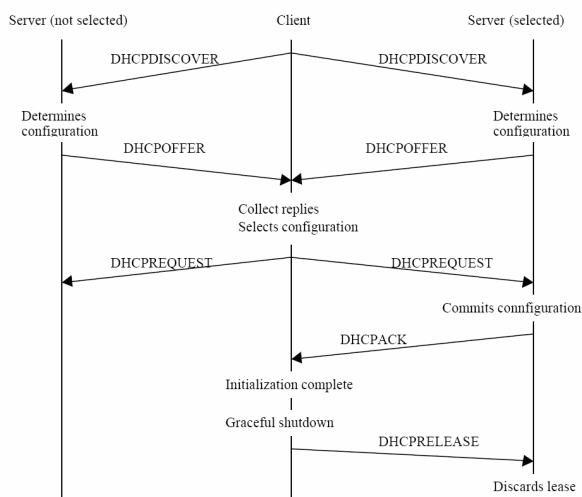 Server (not selected) Client Server (selected)
DHCPDISCOVER DHCPDISCOVER
Determines Determines
configuration configuration
DHCPOFFER DHCPOFFER
Collect replies
Selects configuration
DHCPREQUEST DHCPREQUEST
Commits connfiguration
DHCPACK
Initialization complete
Graceful shutdown
DHCPRELEASE
Discards lease